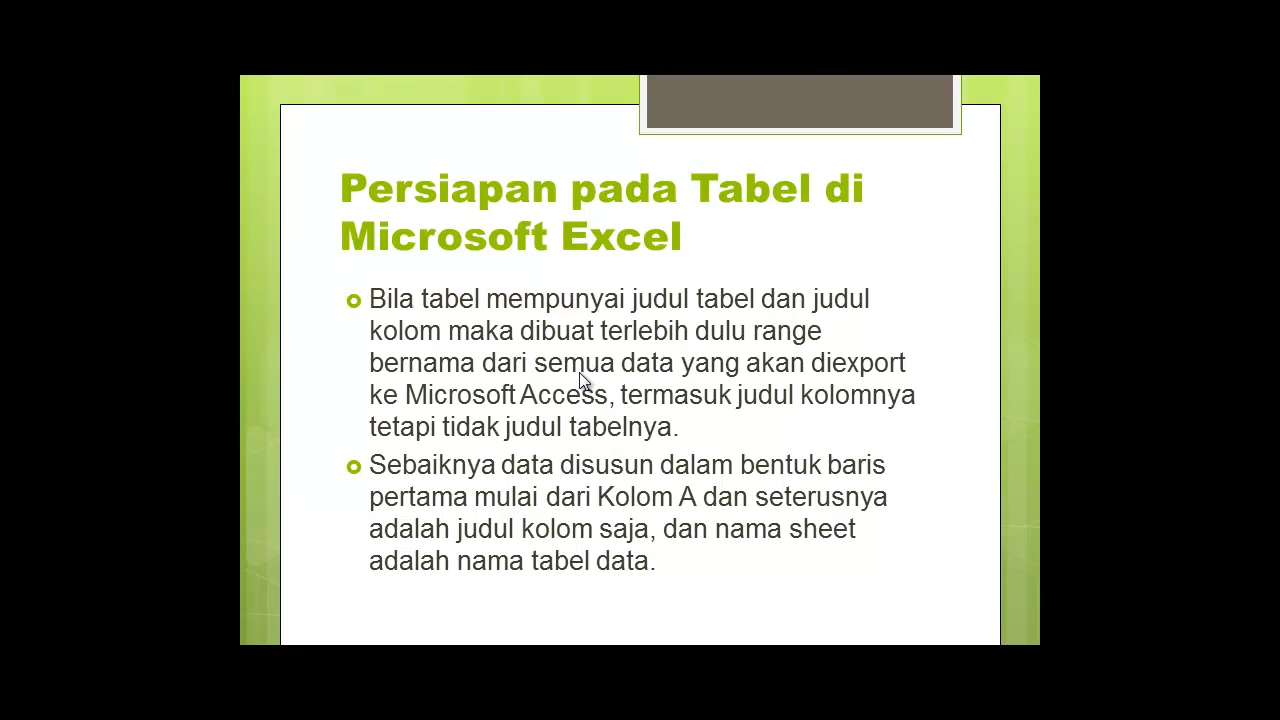 Persiapan pada Tabel di
Microsoft Excel
Bila tabel mempunyai judul tabel dan judul
kolom maka dibuat terlebih dulu range
bernama dari semua data yang akan diexport
ke Microsoft Access, termasuk judul kolomnya
tetapi tidak judul tabelnya.
Sebaiknya data disusun dalam bentuk baris
pertama mulai dari Kolom A dan seterusnya
adalah judul kolom saja, dan nama sheet
adalah nama tabel data.